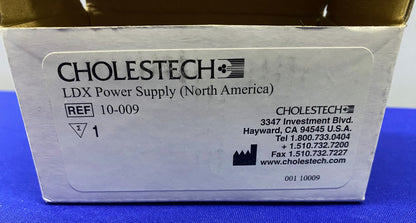 CHOLESTECH
LDX Power Supply (North America)
REF 10-009
Σ 1
CHOLESTECH
3347 Investment Blvd.
Hayward, CA 94545 U.S.A.
Tel 1.800.733.0404
+ 1.510.732.7200
Fax 1.510.732.7227
www.cholestech.com
001 10009